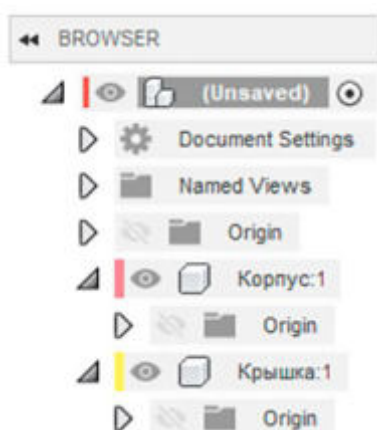 BROWSER
(Unsaved)
Document Settings
Named Views
Origin
Корпус:1
Origin
Крышка:1
Origin